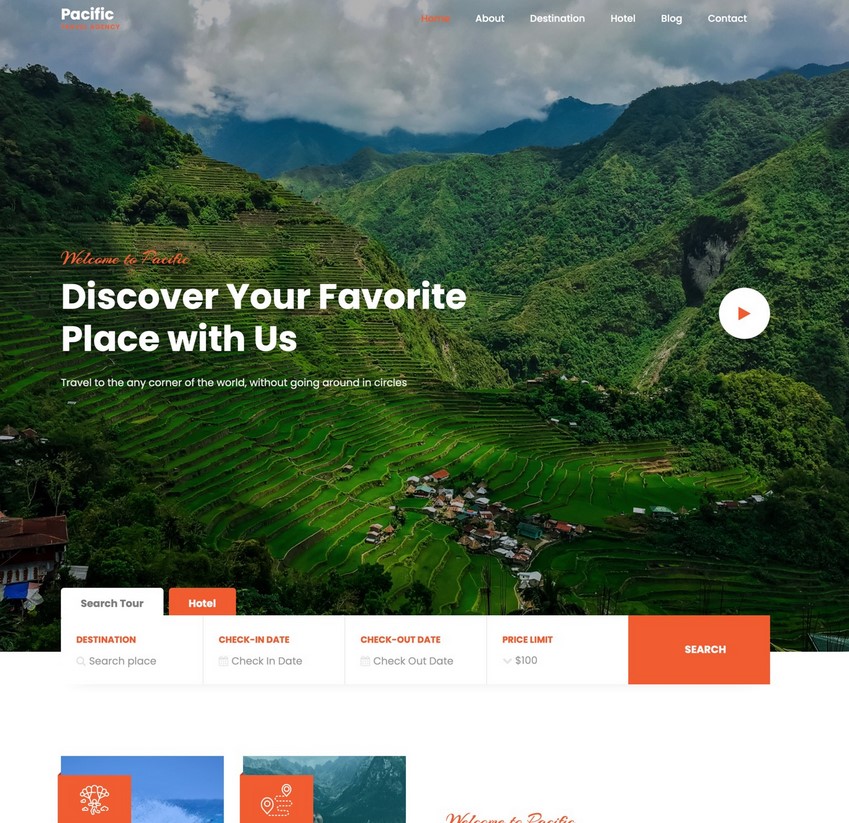 Pacific
TRAVEL AGENCY
Home About Destination Hotel Blog Contact
Welcome to Pacific
Discover Your Favorite
Place with Us
Travel to the any corner of the world, without going around in circles
Search Tour Hotel
DESTINATION CHECK-IN DATE CHECK-OUT DATE PRICE LIMIT
Search place Check In Date Check Out Date $100
SEARCH
Welcome to Pacific